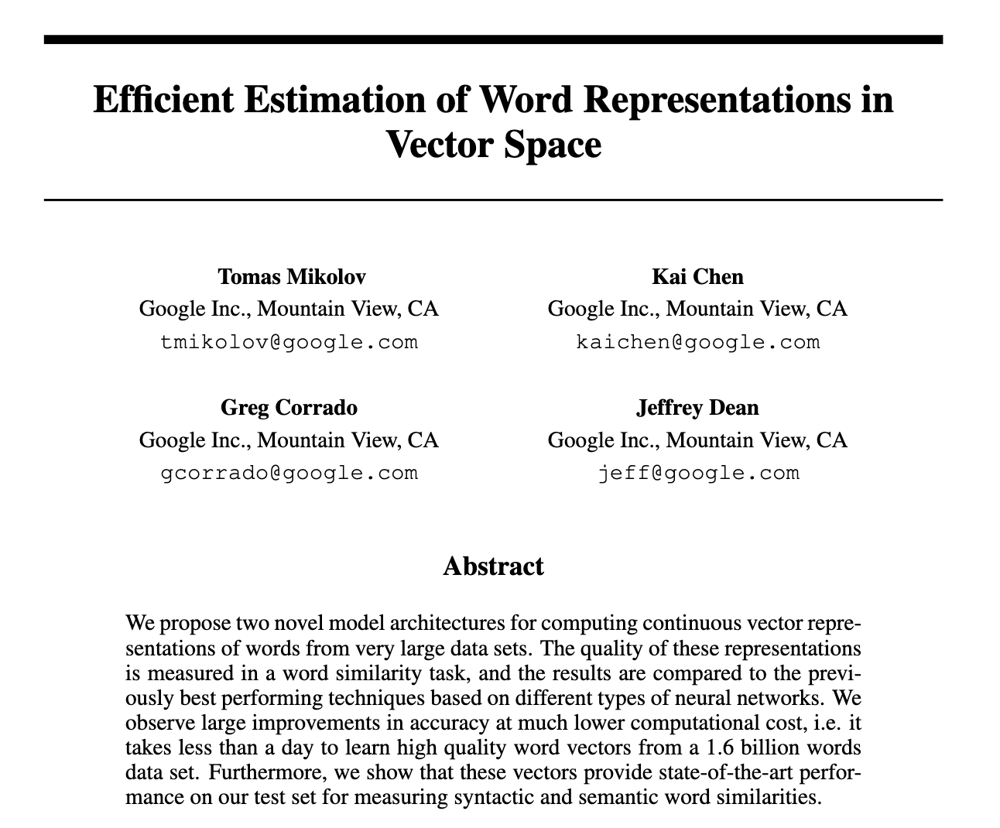 Efficient Estimation of Word Representations in
Vector Space
Tomas Mikolov
Google Inc., Mountain View, CA
tmikolov@google.com
Kai Chen
Google Inc., Mountain View, CA
kaichen@google.com
Greg Corrado
Google Inc., Mountain View, CA
gcorrado@google.com
Jeffrey Dean
Google Inc., Mountain View, CA
jeff@google.com
Abstract
We propose two novel model architectures for computing continuous vector repre-
sentations of words from very large data sets. The quality of these representations
is measured in a word similarity task, and the results are compared to the previ-
ously best performing techniques based on different types of neural networks. We
observe large improvements in accuracy at much lower computational cost, i.e. it
takes less than a day to learn high quality word vectors from a 1.6 billion words
data set. Furthermore, we show that these vectors provide state-of-the-art perfor-
mance on our test set for measuring syntactic and semantic word similarities.